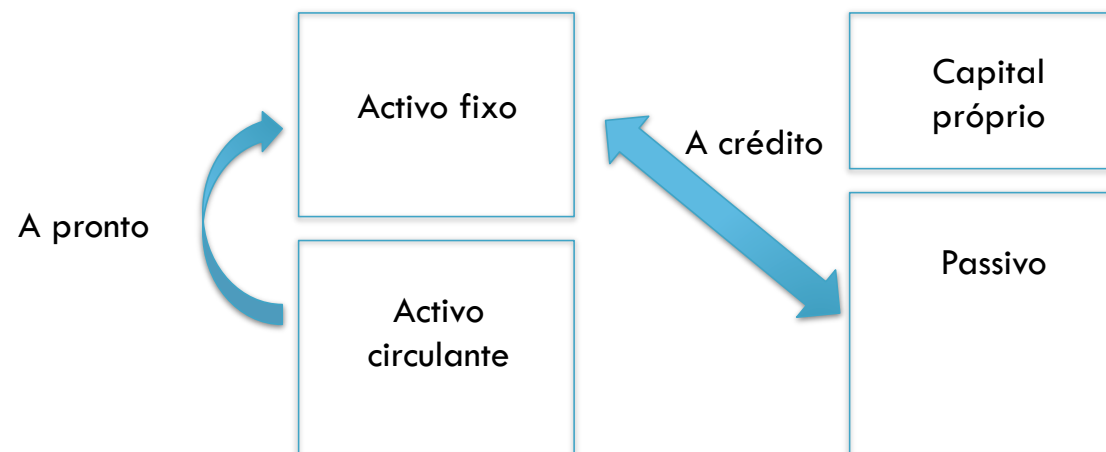 Activo fixo
Capital
próprio
A crédito
A pronto
Passivo
Activo
circulante